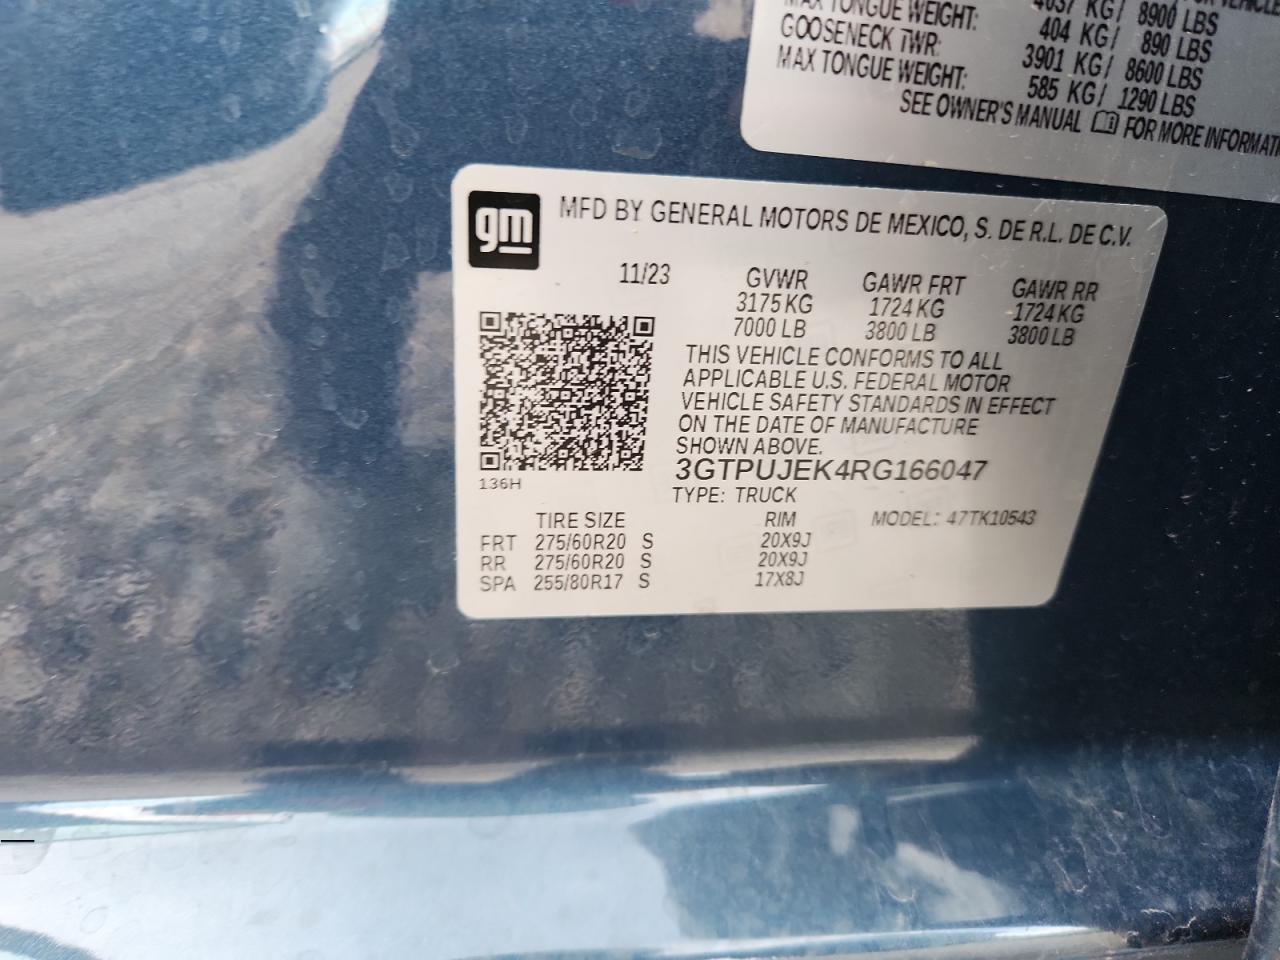 MAX TONGUE WEIGHT: 4037 KG/ 8900 LBS
GOOSENECK TWR: 404 KG/ 890 LBS
MAX TONGUE WEIGHT: 3901 KG/ 8600 LBS
585 KG/ 1290 LBS
SEE OWNER'S MANUAL FOR MORE INFORMATI
gm
MFD BY GENERAL MOTORS DE MEXICO, S. DE R.L. DE C.V.
11/23 GVWR GAWR FRT GAWR RR
3175 KG 1724 KG 1724 KG
7000 LB 3800 LB 3800 LB
THIS VEHICLE CONFORMS TO ALL
APPLICABLE U.S. FEDERAL MOTOR
VEHICLE SAFETY STANDARDS IN EFFECT
ON THE DATE OF MANUFACTURE
SHOWN ABOVE.
3GTPUJEK4RG166047
136H
TYPE: TRUCK
TIRE SIZE RIM MODEL: 47TK10543
FRT 275/60R20 S 20X9J
RR 275/60R20 S 20X9J
SPA 255/80R17 S 17X8J